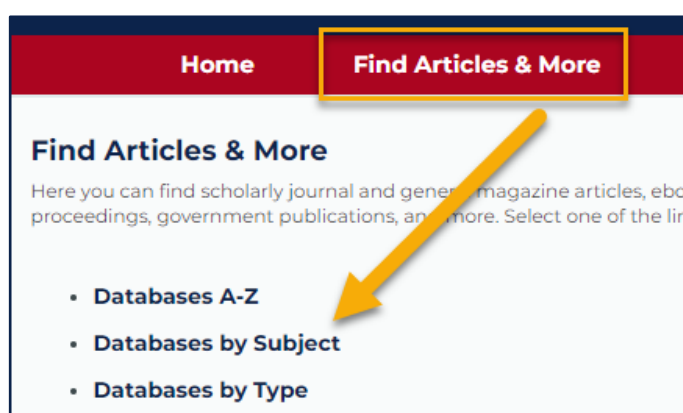 Home
Find Articles & More
Find Articles & More
Here you can find scholarly journal and magazine articles,
proceedings, government publications, more. Select one of the
Databases A-Z
Databases by Subject
Databases by Type